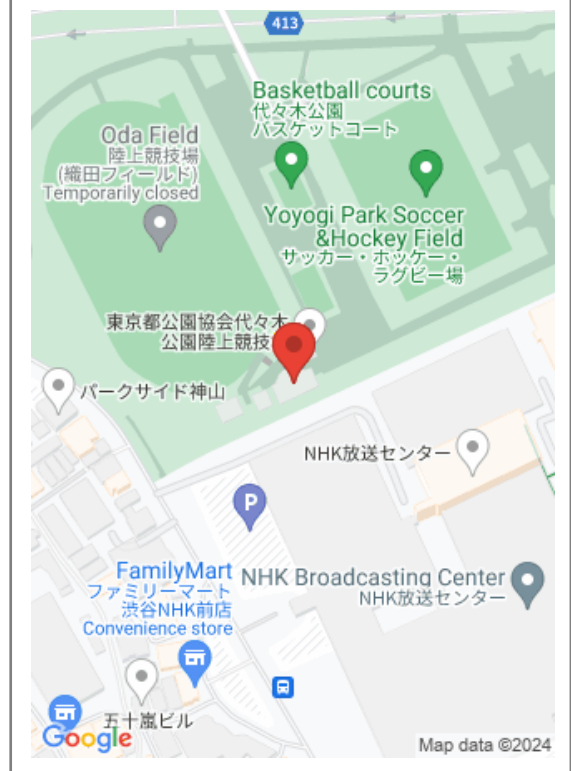 413
Basketball courts
代々木公園
バスケットコート
Oda Field
陸上競技場
(織田フィールド)
Temporarily closed
Yoyogi Park Soccer
&Hockey Field
サッカー・ホッケー・
ラグビー場
東京都公園協会代々木
公園陸上競技
パークサイド神山
NHK放送センター
P
FamilyMart
ファミリーマート
渋谷NHK前店
Convenience store
NHK Broadcasting Center
NHK放送センター
五十嵐ビル
Google
Map data ©2024